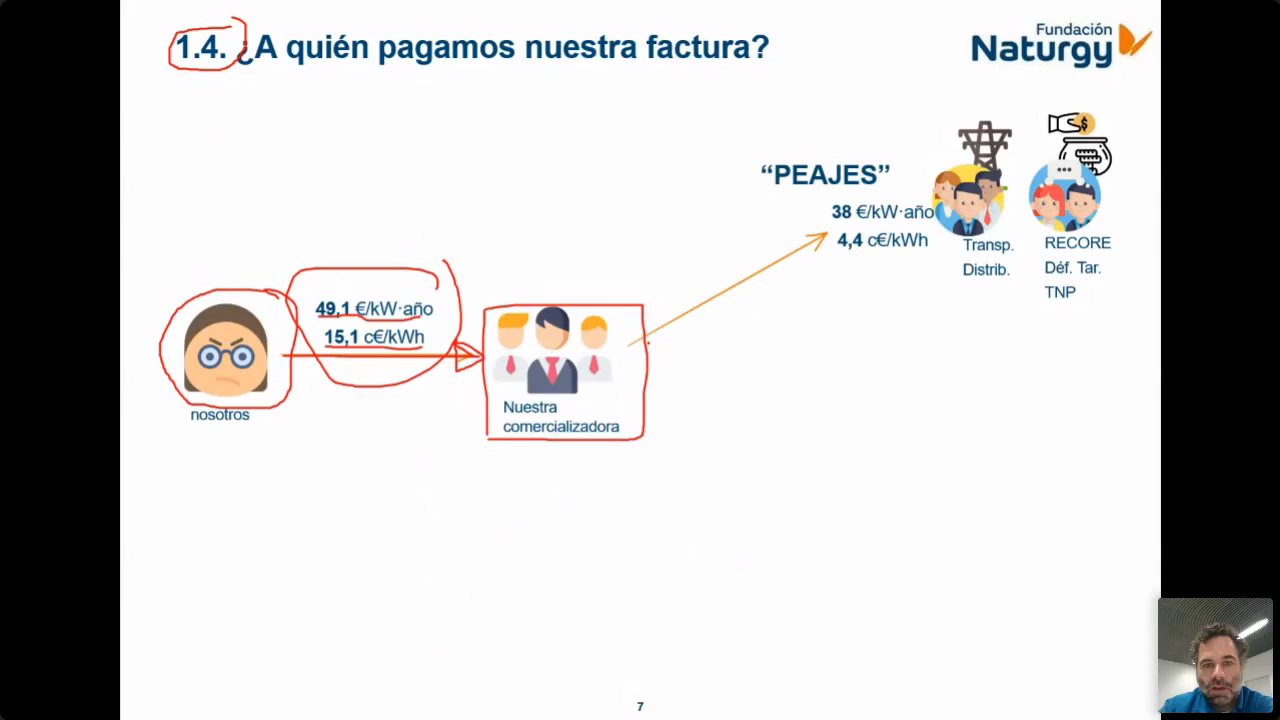 1.4. ¿A quién pagamos nuestra factura?
Fundación
Naturgy
“PEAJES”
38 €/kW·año
4,4 c€/kWh
Transp.
Distrib.
RECORE
Déf. Tar.
TNP
49,1 €/kW·año
15,1 c€/kWh
nosotros
Nuestra
comercializadora
7